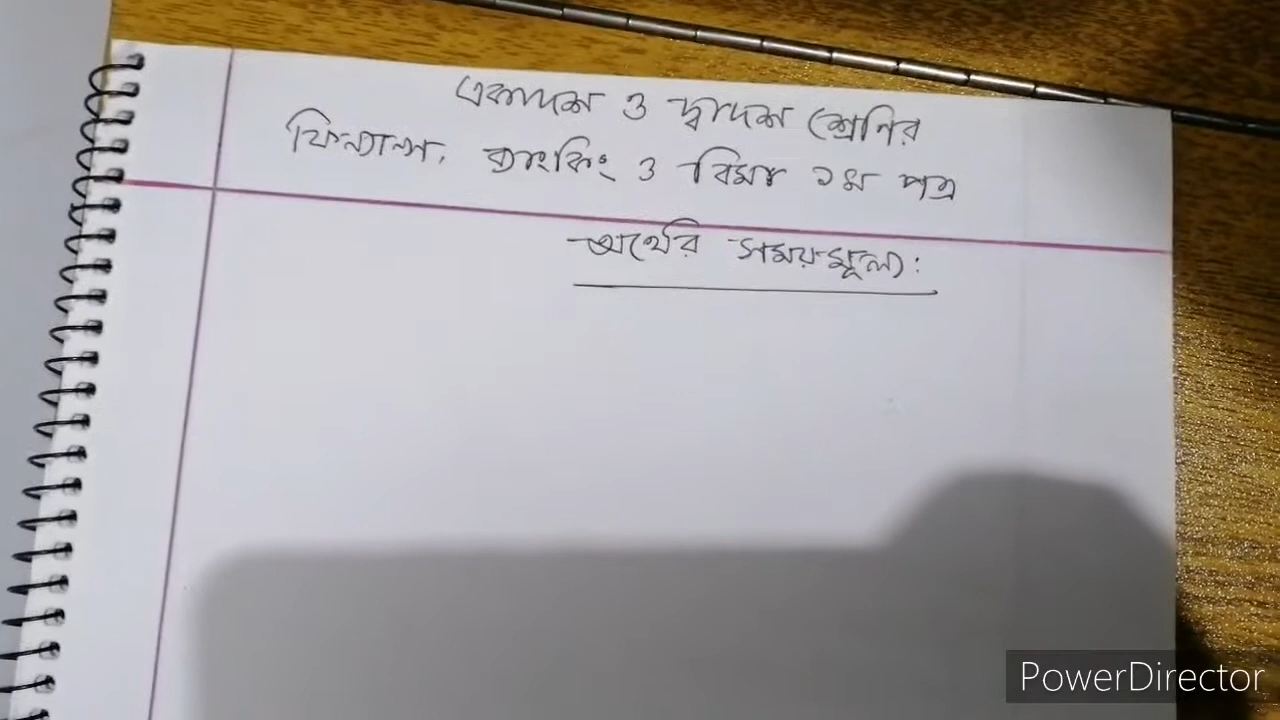 একাদশ ও দ্বাদশ শ্রেণির
ফিন্যান্স, ব্যাংকিং ও বিমা ১ম পত্র
অর্থের সময়মূল্য:
PowerDirector